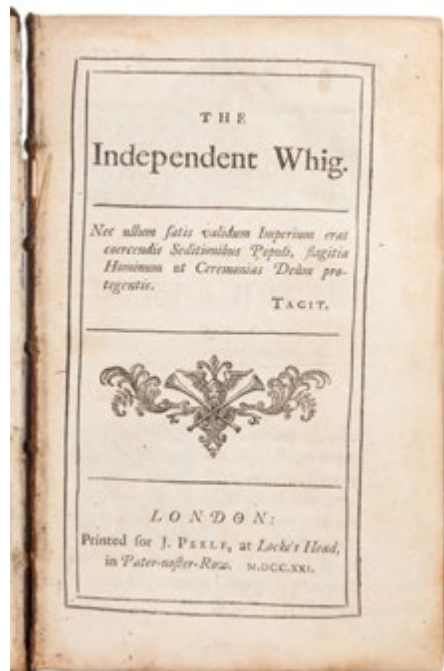 THE
Independent Whig.
Nec ullum ſatis validum Imperium erat
coercendis Seditionibus Populi, flagitia
Hominum ut Ceremonias Deûm pro-
tegentis.
TACIT.
LONDON:
Printed for J. PEELE, at Locke's Head,
in Pater-noſter-Row. M.DCC.XXI.